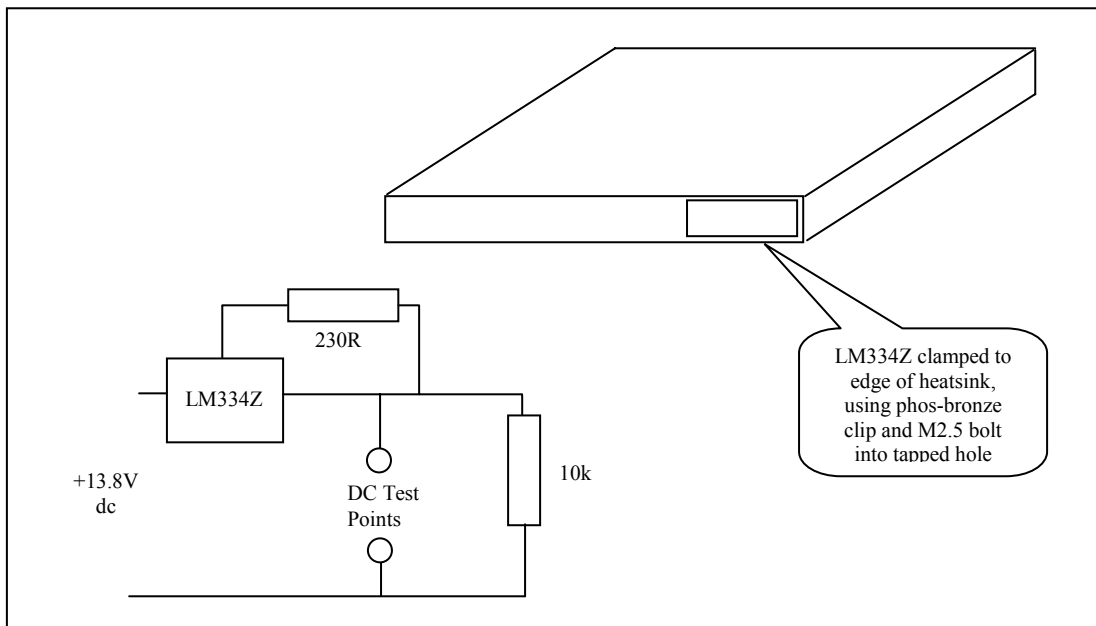 230R
LM334Z
+13.8V
dc
DC Test
Points
10k
LM334Z clamped to
edge of heatsink,
using phos-bronze
clip and M2.5 bolt
into tapped hole